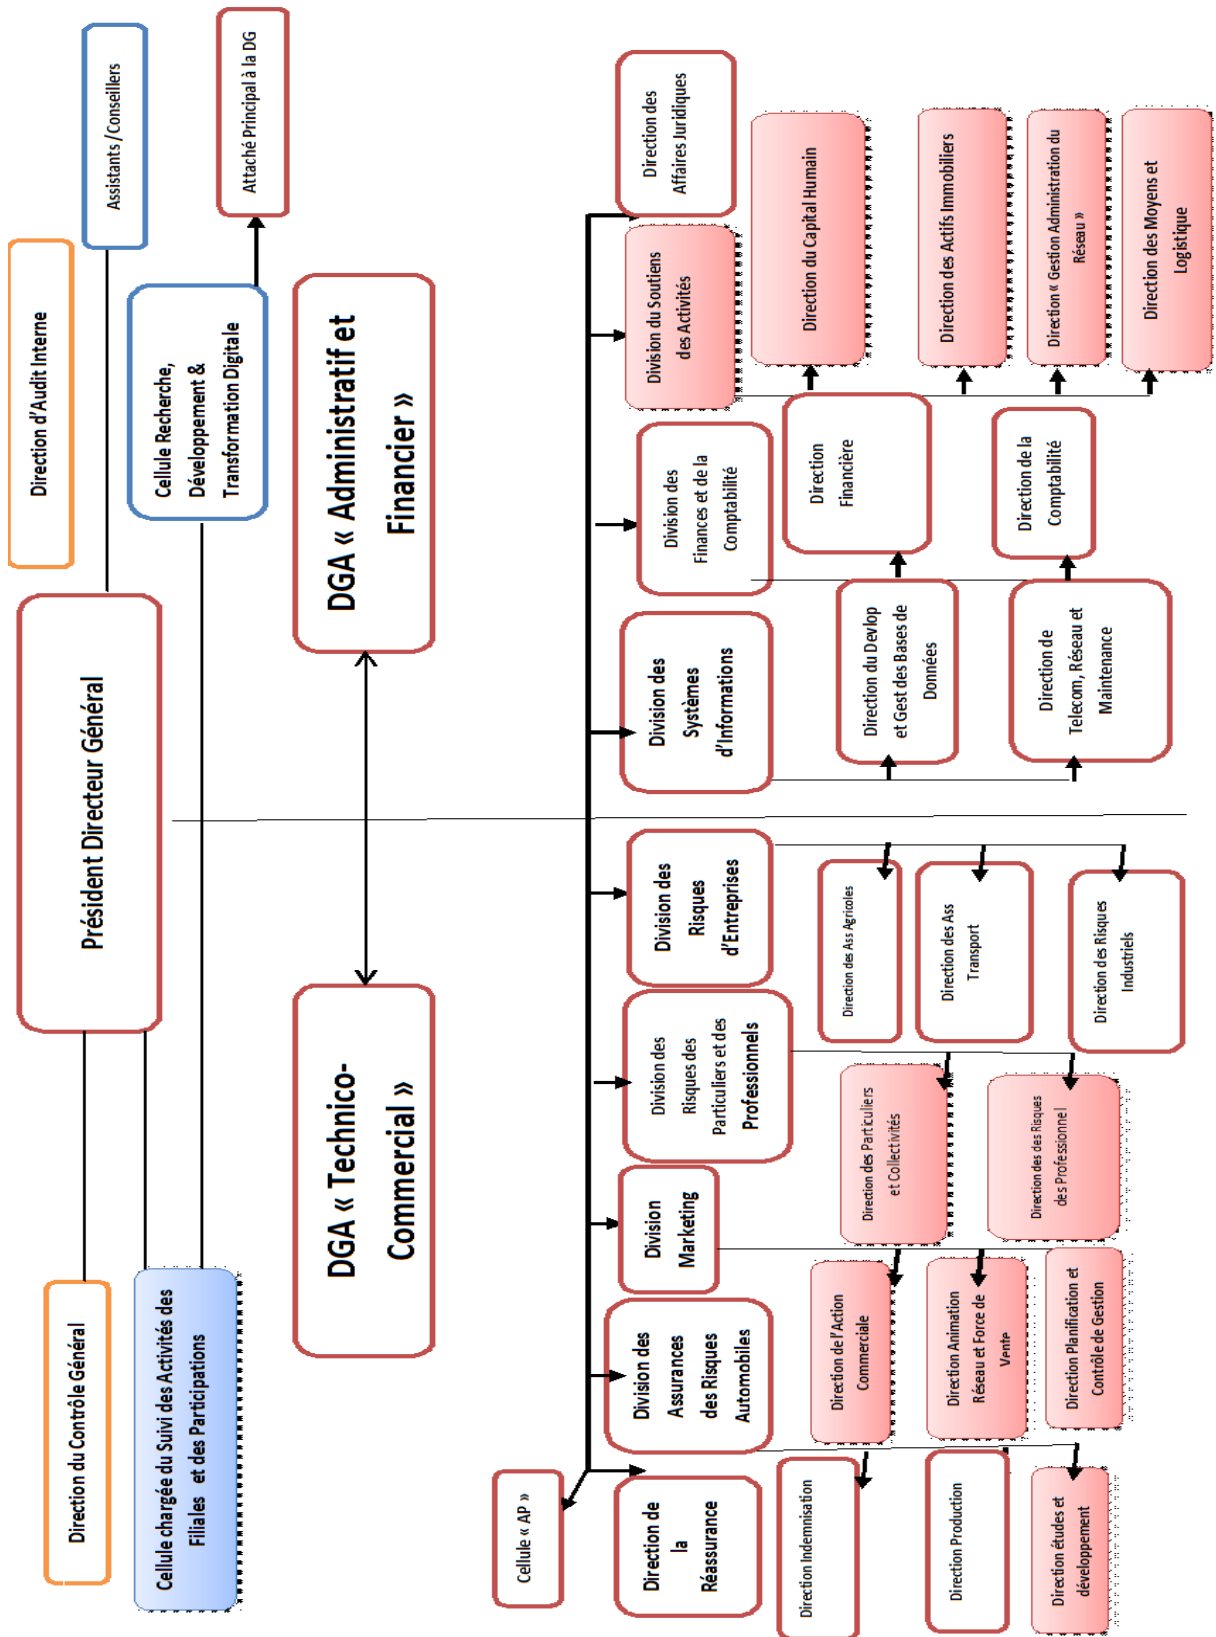 Président Directeur Général
Direction du Contrôle Général
Direction d'Audit Interne
Assistants /Conseillers
Cellule chargée du Suivi des Activités des
Filiales et des Participations
Cellule Recherche,
Développement &
Transformation Digitale
Attaché Principal à la DG
DGA « Technico-
Commercial »
DGA « Administratif et
Financier »
Cellule « AP »
Direction de
la
Réassurance
Division des
Assurances
des Risques
Automobiles
Division
Marketing
Division des
Risques des
Particuliers et des
Professionnels
Division des
Risques
d'Entreprises
Division des
Systèmes
d'Informations
Division des
Finances et de la
Comptabilité
Division du Soutiens
des Activités
Direction des
Affaires Juridiques
Direction Indemnisation
Direction Production
Direction études et
développement
Direction de l'Action
Commerciale
Direction Animation
Réseau et Force de
Vente
Direction Planification et
Contrôle de Gestion
Direction des Particuliers
et Collectivités
Direction des des Risques
des Professionnel
Direction des Ass Agricoles
Direction des Ass
Transport
Direction des Risques
Industriels
Direction du Devlop
et Gest des Bases de
Données
Direction de
Telecom, Réseau et
Maintenance
Direction
Financière
Direction de la
Comptabilité
Direction du Capital Humain
Direction des Actifs Immobiliers
Direction « Gestion Administration du
Réseau »
Direction des Moyens et
Logistique